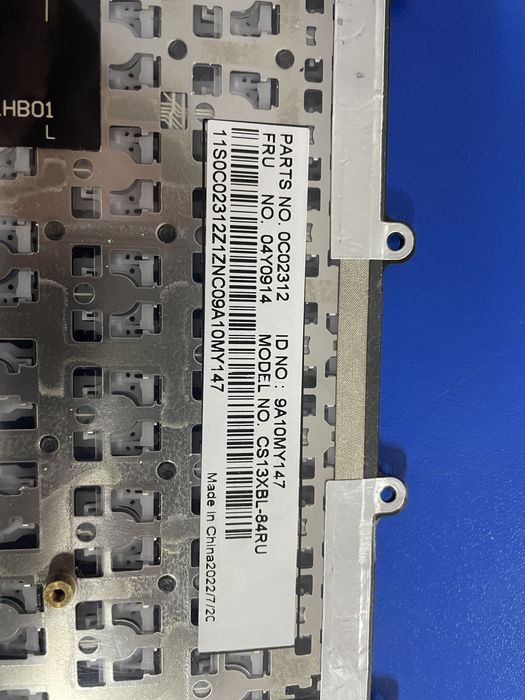 PARTS NO. 0C02312 ID NO: 9A10MY147
FRU NO. 04Y0914 MODEL NO. CS13XBL-84RU
11S0C02312Z1ZNC09A10MY147
Made in China2022/7/2C
HB01
L